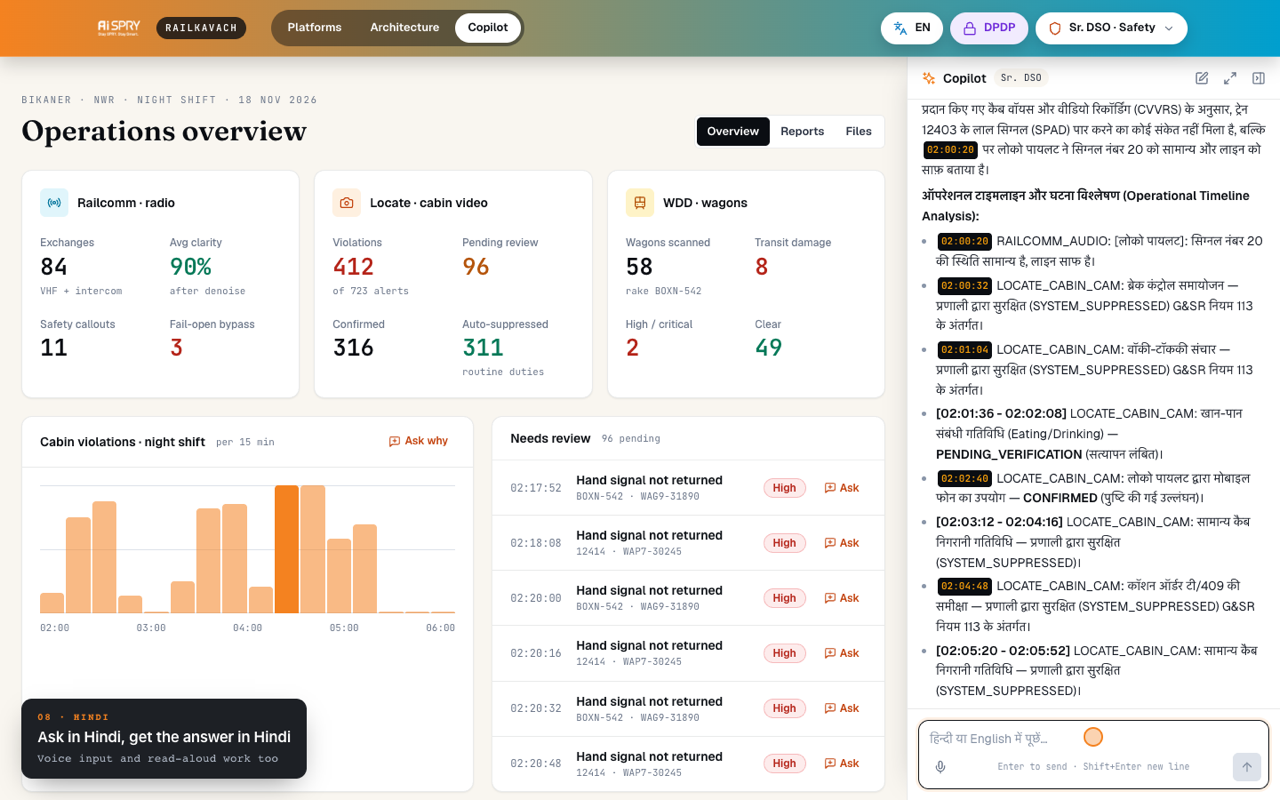 AiSPRY
RAILKAVACH
Platforms
Architecture
Copilot
EN
DPDP
Sr. DSO · Safety
BIKANER · NWR · NIGHT SHIFT · 18 NOV 2026
Operations overview
Overview
Reports
Files
Railcomm · radio
Exchanges
Avg clarity
84
90%
VHF + intercom
after denoise
Safety callouts
Fail-open bypass
11
3
Locate · cabin video
Violations
Pending review
412
96
of 723 alerts
Confirmed
Auto-suppressed
316
311
routine duties
WDD · wagons
Wagons scanned
Transit damage
58
8
rake BOXN-542
High / critical
Clear
2
49
Cabin violations · night shift per 15 min
Ask why
02:00
03:00
04:00
05:00
06:00
08 · HINDI
Ask in Hindi, get the answer in Hindi
Voice input and read-aloud work too
Needs review 96 pending
02:17:52 Hand signal not returned High Ask
BOXN-542 · WAG9-31890
02:18:08 Hand signal not returned High Ask
12414 · WAP7-30245
02:20:00 Hand signal not returned High Ask
BOXN-542 · WAG9-31890
02:20:16 Hand signal not returned High Ask
12414 · WAP7-30245
02:20:32 Hand signal not returned High Ask
BOXN-542 · WAG9-31890
02:20:48 Hand signal not returned High Ask
12414 · WAP7-30245
Copilot Sr. DSO
प्रदान किए गए कैब वॉयस और वीडियो रिकॉर्डिंग (CVVRS) के अनुसार, ट्रेन
12403 के लाल सिग्नल (SPAD) पार करने का कोई संकेत नहीं मिला है, बल्कि
02:00:20 पर लोको पायलट ने सिग्नल नंबर 20 को सामान्य और लाइन को
साफ़ बताया है।
ऑपरेशनल टाइमलाइन और घटना विश्लेषण (Operational Timeline
Analysis):
• 02:00:20 RAILCOMM_AUDIO: [लोको पायलट]: सिग्नल नंबर 20
की स्थिति सामान्य है, लाइन साफ है।
• 02:00:32 LOCATE_CABIN_CAM: ब्रेक कंट्रोल समायोजन —
प्रणाली द्वारा सुरक्षित (SYSTEM_SUPPRESSED) G&SR नियम 113
के अंतर्गत।
• 02:01:04 LOCATE_CABIN_CAM: वॉकी-टॉककी संचार —
प्रणाली द्वारा सुरक्षित (SYSTEM_SUPPRESSED) G&SR नियम 113
के अंतर्गत।
• [02:01:36 - 02:02:08] LOCATE_CABIN_CAM: खान-पान
संबंधी गतिविधि (Eating/Drinking) —
PENDING_VERIFICATION (सत्यापन लंबित)।
• 02:02:40 LOCATE_CABIN_CAM: लोको पायलट द्वारा मोबाइल
फोन का उपयोग — CONFIRMED (पुष्टि की गई उल्लंघन)।
• [02:03:12 - 02:04:16] LOCATE_CABIN_CAM: सामान्य कैब
निगरानी गतिविधि — प्रणाली द्वारा सुरक्षित
(SYSTEM_SUPPRESSED)।
• 02:04:48 LOCATE_CABIN_CAM: कॉशन ऑर्डर टी/409 की
समीक्षा — प्रणाली द्वारा सुरक्षित (SYSTEM_SUPPRESSED) G&SR
नियम 113 के अंतर्गत।
• [02:05:20 - 02:05:52] LOCATE_CABIN_CAM: सामान्य कैब
निगरानी गतिविधि — प्रणाली द्वारा सुरक्षित
(SYSTEM_SUPPRESSED)।
हिन्दी या English में पूछें…
Enter to send · Shift+Enter new line